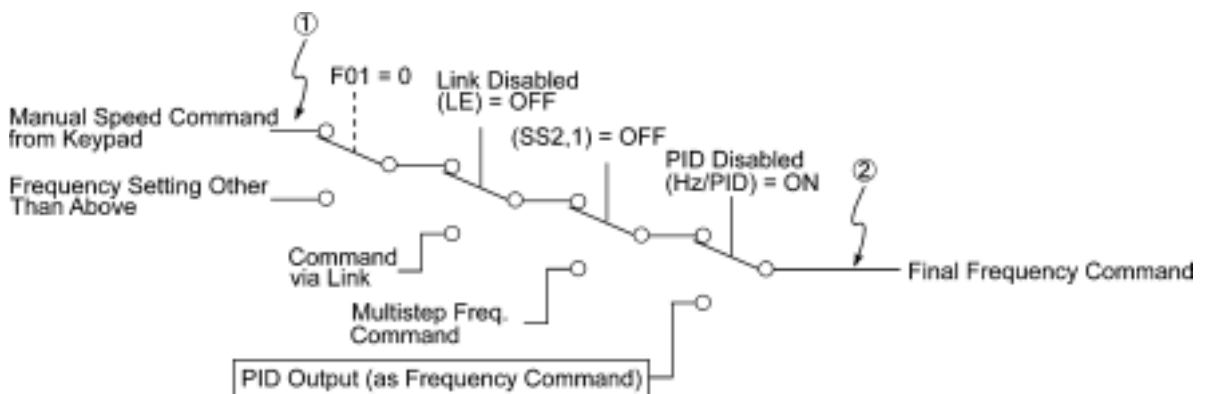 ①
F01 = 0
Link Disabled
(LE) = OFF
Manual Speed Command
from Keypad
(SS2,1) = OFF
PID Disabled
(Hz/PID) = ON
②
Frequency Setting Other
Than Above
Command
via Link
Final Frequency Command
Multistep Freq.
Command
PID Output (as Frequency Command)